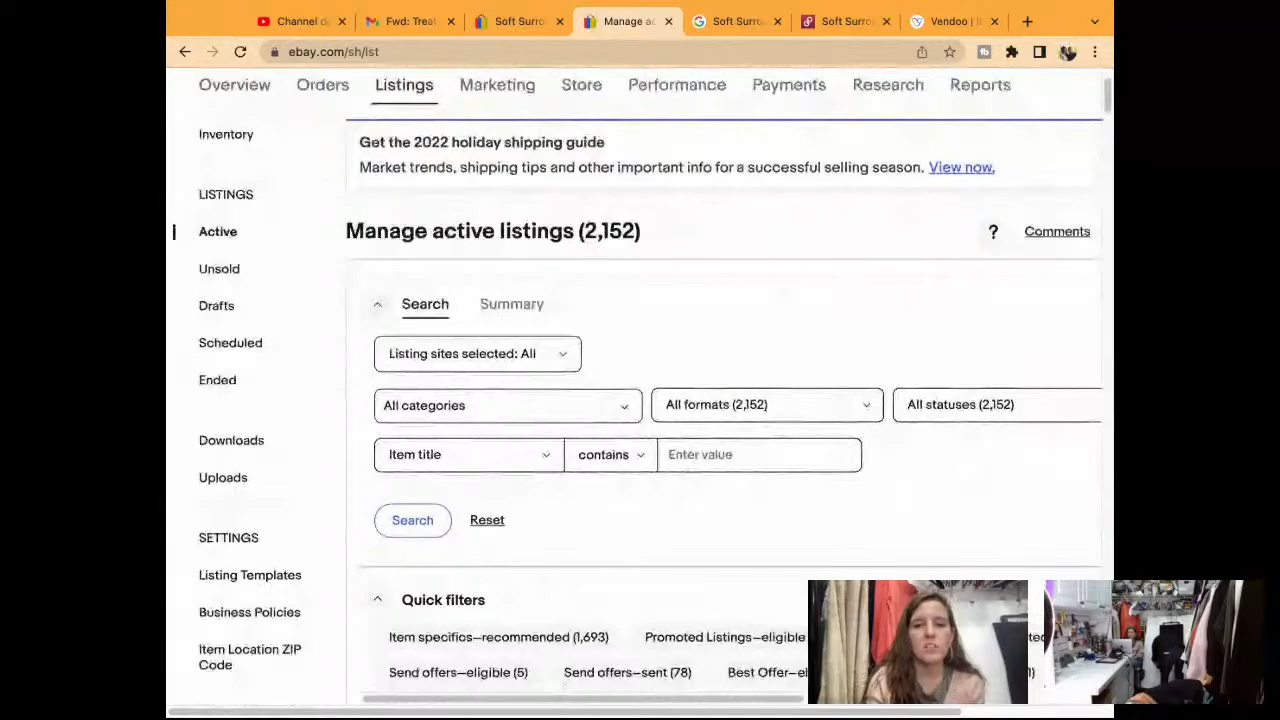 Channel d
Fwd: Treat
Soft Surro
Manage ac
Soft Surro
Soft Surro
Vendoo | I
ebay.com/sh/lst
Overview Orders Listings Marketing Store Performance Payments Research Reports
Inventory
LISTINGS
Active
Unsold
Drafts
Scheduled
Ended
Downloads
Uploads
SETTINGS
Listing Templates
Business Policies
Item Location ZIP
Code
Get the 2022 holiday shipping guide
Market trends, shipping tips and other important info for a successful selling season. View now.
Manage active listings (2,152)
? Comments
Search Summary
Listing sites selected: All
All categories All formats (2,152) All statuses (2,152)
Item title contains Enter value
Search Reset
Quick filters
Item specifics—recommended (1,693) Promoted Listings—eligible
Send offers—eligible (5) Send offers—sent (78) Best Offer—el